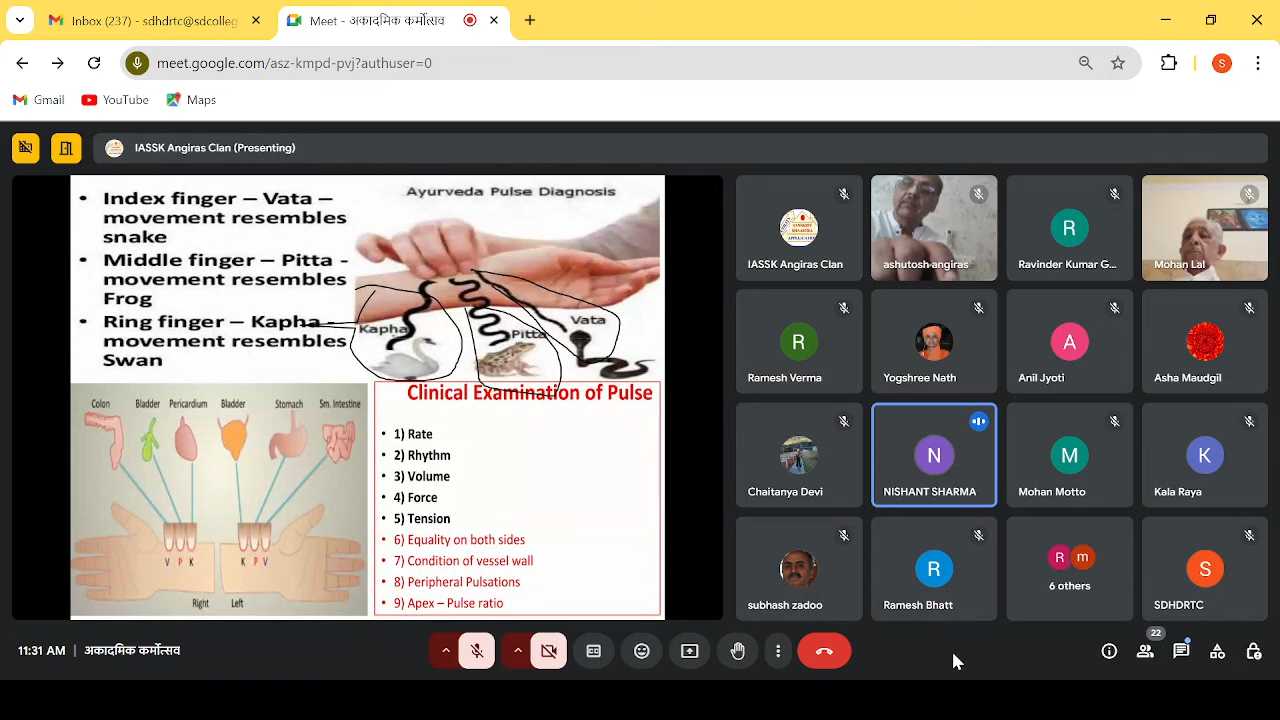 Inbox (237) - sdhdrtc@sdcolleg
Meet - अकादमिक कर्मोत्सव
meet.google.com/asz-kmpd-pvj?authuser=0
Gmail
YouTube
Maps
S
IASSK Angiras Clan (Presenting)
• Index finger – Vata –
movement resembles
snake
• Middle finger – Pitta -
movement resembles
Frog
• Ring finger – Kapha -
movement resembles
Swan
Ayurveda Pulse Diagnosis
Kapha
Pitta
Vata
Colon Bladder Pericardium Bladder Stomach Sm. Intestine
V P K K P V
Right Left
Clinical Examination of Pulse
• 1) Rate
• 2) Rhythm
• 3) Volume
• 4) Force
• 5) Tension
• 6) Equality on both sides
• 7) Condition of vessel wall
• 8) Peripheral Pulsations
• 9) Apex – Pulse ratio
IASSK Angiras Clan
ashutosh angiras
R
Ravinder Kumar G...
Mohan Lal
R
Ramesh Verma
Yogshree Nath
A
Anil Jyoti
Asha Maudgil
Chaitanya Devi
N
NISHANT SHARMA
M
Mohan Motto
K
Kala Raya
subhash zadoo
R
Ramesh Bhatt
R m
6 others
S
SDHDRTC
11:31 AM | अकादमिक कर्मोत्सव
22